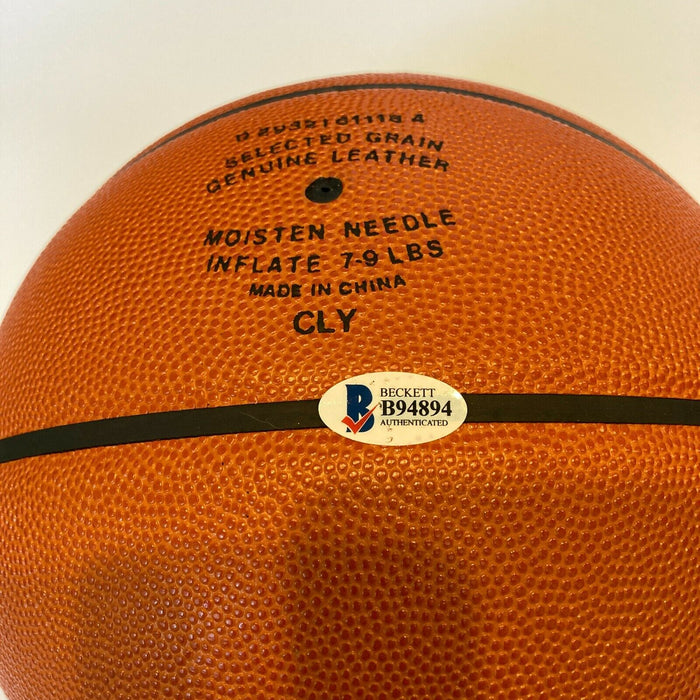 SELECTED GRAIN
GENUINE LEATHER
MOISTEN NEEDLE
INFLATE 7-9 LBS
MADE IN CHINA
CLY
B
BECKETT
B94894
AUTHENTICATED